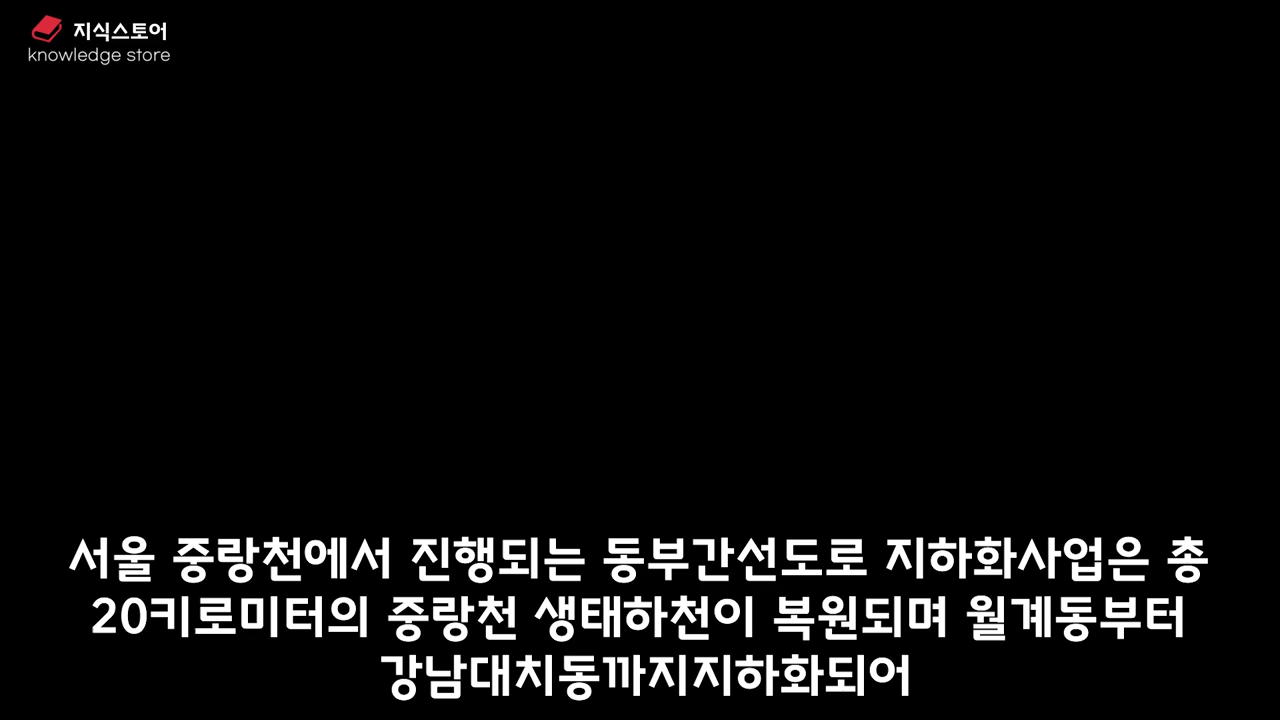 지식스토어
knowledge store
서울 중랑천에서 진행되는 동부간선도로 지하화사업은 총
20키로미터의 중랑천 생태하천이 복원되며 월계동부터
강남대치동까지지하화되어